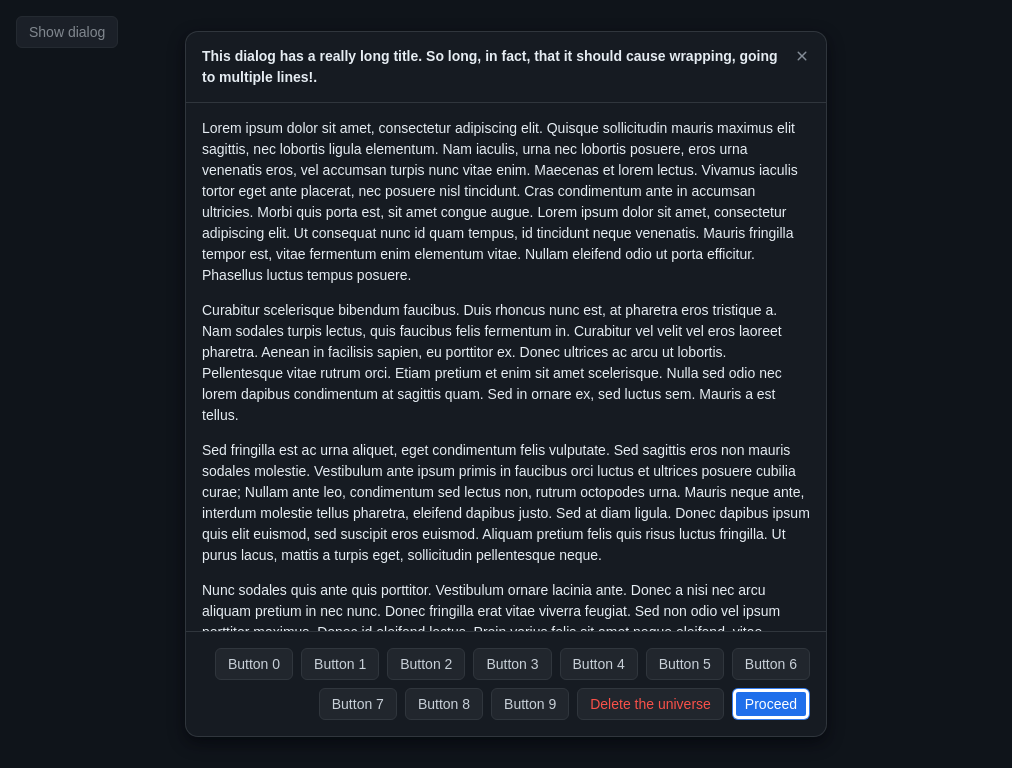 Show dialog
This dialog has a really long title. So long, in fact, that it should cause wrapping, going
to multiple lines!.
Lorem ipsum dolor sit amet, consectetur adipiscing elit. Quisque sollicitudin mauris maximus elit
sagittis, nec lobortis ligula elementum. Nam iaculis, urna nec lobortis posuere, eros urna
venenatis eros, vel accumsan turpis nunc vitae enim. Maecenas et lorem lectus. Vivamus iaculis
tortor eget ante placerat, nec posuere nisl tincidunt. Cras condimentum ante in accumsan
ultricies. Morbi quis porta est, sit amet congue augue. Lorem ipsum dolor sit amet, consectetur
adipiscing elit. Ut consequat nunc id quam tempus, id tincidunt neque venenatis. Mauris fringilla
tempor est, vitae fermentum enim elementum vitae. Nullam eleifend odio ut porta efficitur.
Phasellus luctus tempus posuere.
Curabitur scelerisque bibendum faucibus. Duis rhoncus nunc est, at pharetra eros tristique a.
Nam sodales turpis lectus, quis faucibus felis fermentum in. Curabitur vel velit vel eros laoreet
pharetra. Aenean in facilisis sapien, eu porttitor ex. Donec ultrices ac arcu ut lobortis.
Pellentesque vitae rutrum orci. Etiam pretium et enim sit amet scelerisque. Nulla sed odio nec
lorem dapibus condimentum at sagittis quam. Sed in ornare ex, sed luctus sem. Mauris a est
tellus.
Sed fringilla est ac urna aliquet, eget condimentum felis vulputate. Sed sagittis eros non mauris
sodales molestie. Vestibulum ante ipsum primis in faucibus orci luctus et ultrices posuere cubilia
curae; Nullam ante leo, condimentum sed lectus non, rutrum octopodes urna. Mauris neque ante,
interdum molestie tellus pharetra, eleifend dapibus justo. Sed at diam ligula. Donec dapibus ipsum
quis elit euismod, sed suscipit eros euismod. Aliquam pretium felis quis risus luctus fringilla. Ut
purus lacus, mattis a turpis eget, sollicitudin pellentesque neque.
Nunc sodales quis ante quis porttitor. Vestibulum ornare lacinia ante. Donec a nisi nec arcu
aliquam pretium in nec nunc. Donec fringilla erat vitae viverra feugiat. Sed non odio vel ipsum
Button 0 Button 1 Button 2 Button 3 Button 4 Button 5 Button 6
Button 7 Button 8 Button 9 Delete the universe Proceed